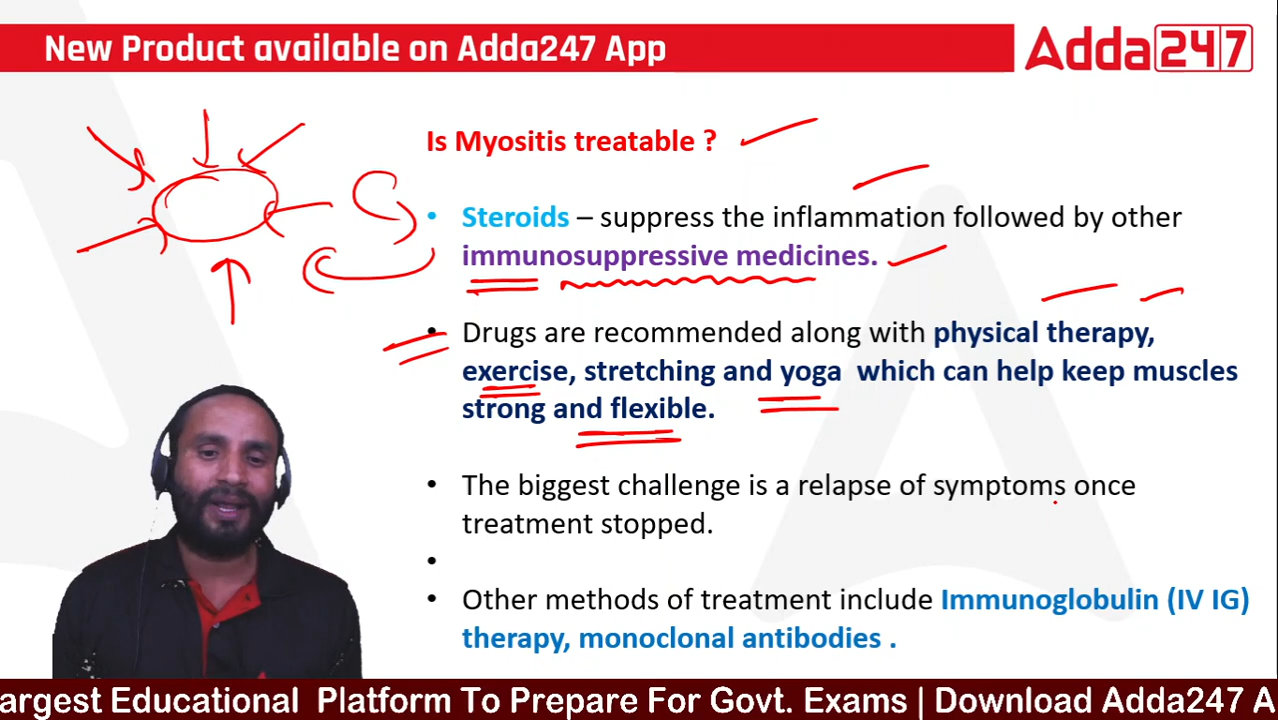 New Product available on Adda247 App
Adda247
Is Myositis treatable ?
• Steroids – suppress the inflammation followed by other
immunosuppressive medicines.
• Drugs are recommended along with physical therapy,
exercise, stretching and yoga which can help keep muscles
strong and flexible.
• The biggest challenge is a relapse of symptoms once
treatment stopped.
•
• Other methods of treatment include Immunoglobulin (IV IG)
therapy, monoclonal antibodies .
argest Educational Platform To Prepare For Govt. Exams | Download Adda247 A